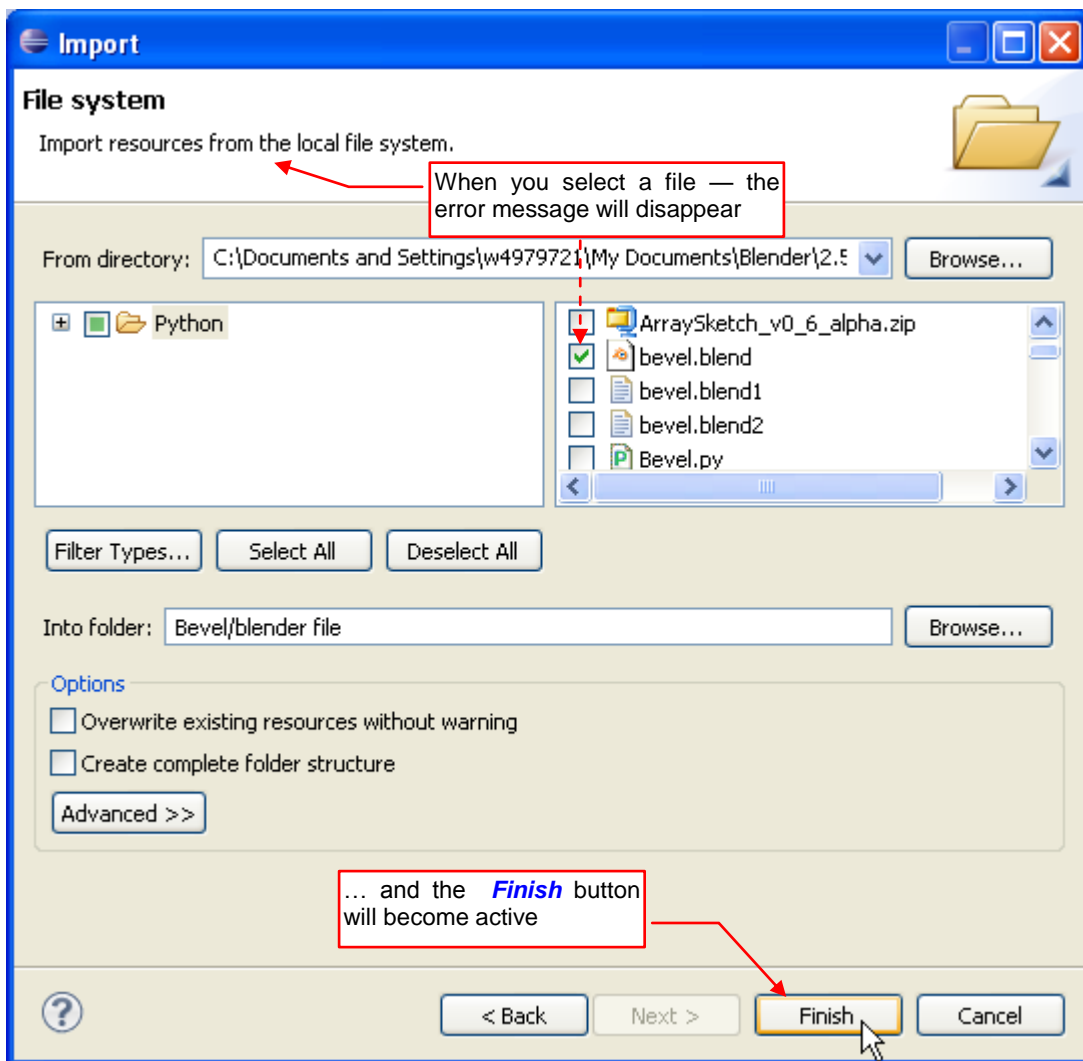 Import
File system
Import resources from the local file system.
When you select a file — the
error message will disappear
From directory: C:\Documents and Settings\w4979721\My Documents\Blender\2.5 Browse...
Python
ArraySketch_v0_6_alpha.zip
bevel.blend
bevel.blend1
bevel.blend2
Bevel.py
Filter Types... Select All Deselect All
Into folder: Bevel/blender file Browse...
Options
Overwrite existing resources without warning
Create complete folder structure
Advanced >>
… and the Finish button
will become active
? < Back Next > Finish Cancel